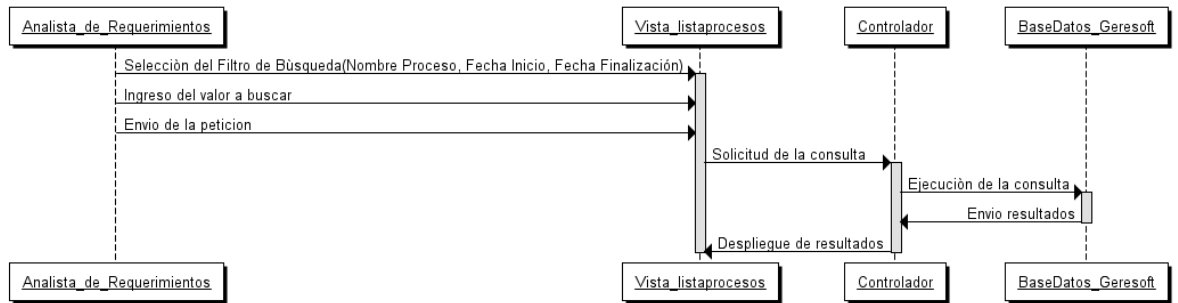 Analista_de_Requerimientos
Vista_listaprocesos
Controlador
BaseDatos_Geresoft
Selecciòn del Filtro de Bùsqueda(Nombre Proceso, Fecha Inicio, Fecha Finalización)
Ingreso del valor a buscar
Envio de la peticion
Solicitud de la consulta
Ejecuciòn de la consulta
Envio resultados
Despliegue de resultados
Analista_de_Requerimientos
Vista_listaprocesos
Controlador
BaseDatos_Geresoft